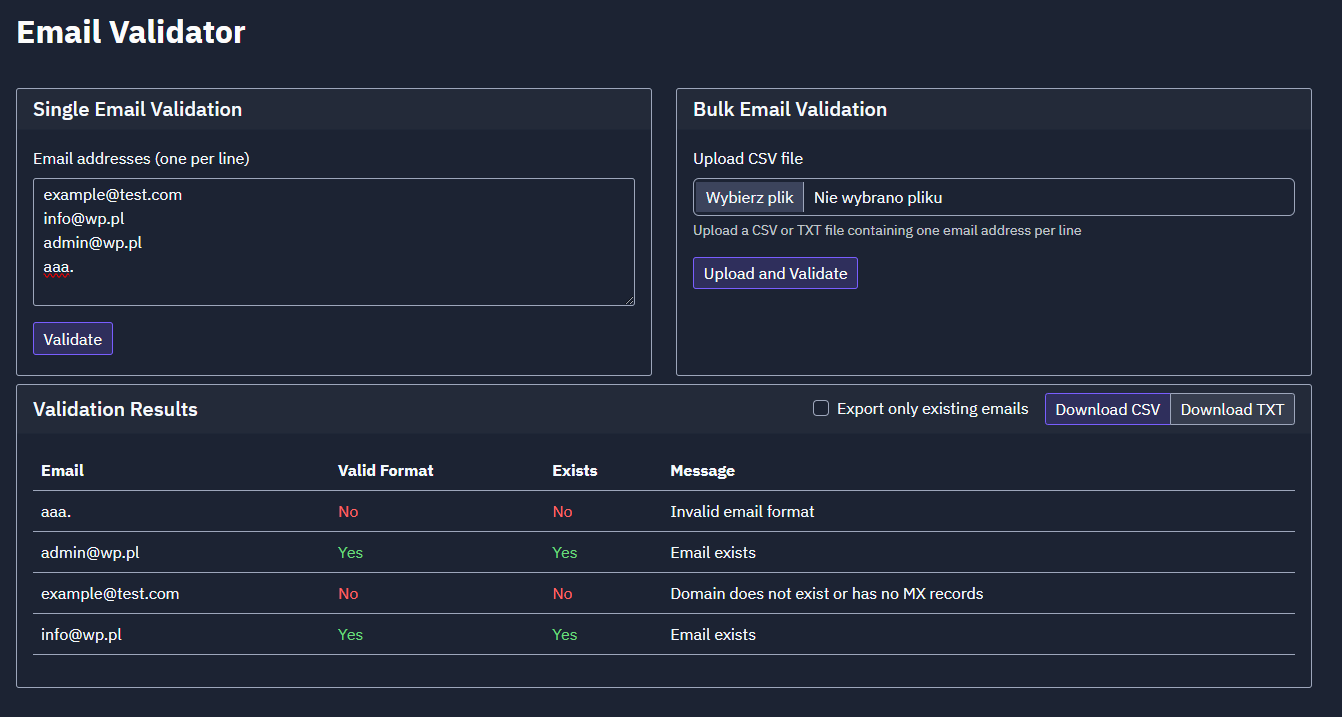 Email Validator
Single Email Validation
Email addresses (one per line)
example@test.com
info@wp.pl
admin@wp.pl
aaa.
Validate
Bulk Email Validation
Upload CSV file
Wybierz plik Nie wybrano pliku
Upload a CSV or TXT file containing one email address per line
Upload and Validate
Validation Results Export only existing emails Download CSV Download TXT
Email Valid Format Exists Message
aaa. No No Invalid email format
admin@wp.pl Yes Yes Email exists
example@test.com No No Domain does not exist or has no MX records
info@wp.pl Yes Yes Email exists